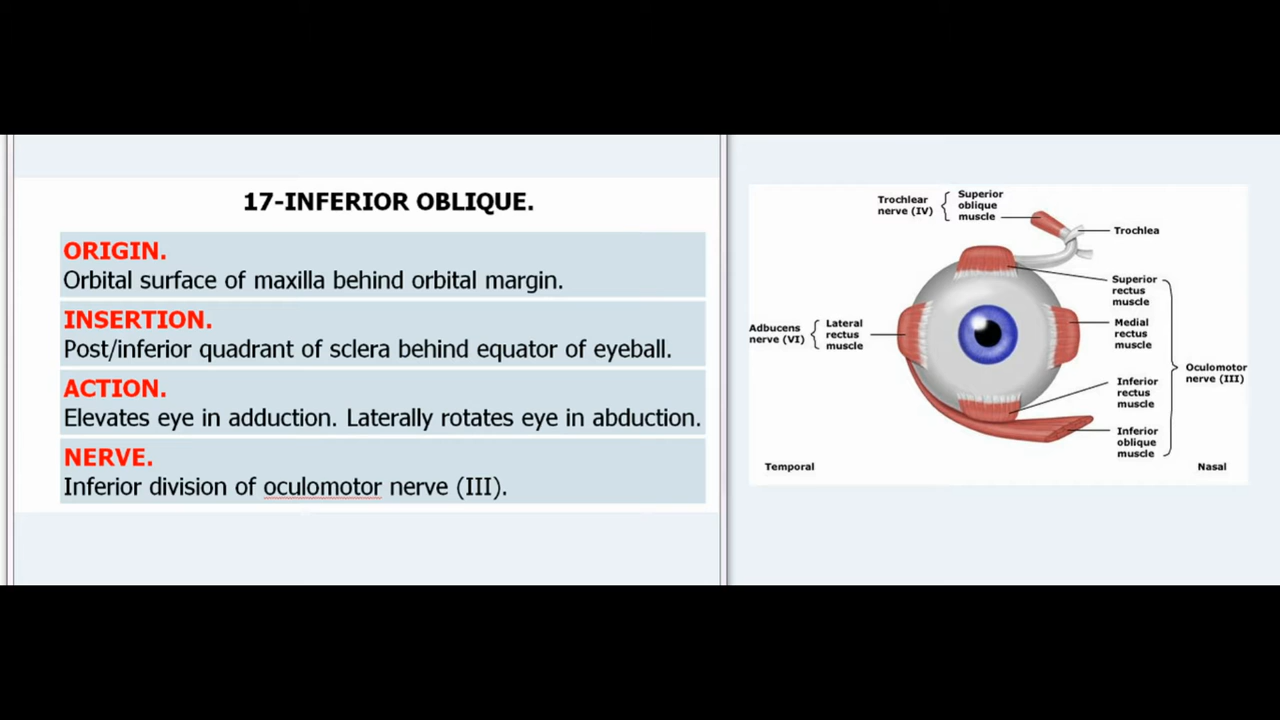 17-INFERIOR OBLIQUE.
ORIGIN.
Orbital surface of maxilla behind orbital margin.
INSERTION.
Post/inferior quadrant of sclera behind equator of eyeball.
ACTION.
Elevates eye in adduction. Laterally rotates eye in abduction.
NERVE.
Inferior division of oculomotor nerve (III).
Trochlear
nerve (IV)
Superior
oblique
muscle
Trochlea
Superior
rectus
muscle
Adbucens
nerve (VI)
Lateral
rectus
muscle
Medial
rectus
muscle
Oculomotor
nerve (III)
Inferior
rectus
muscle
Inferior
oblique
muscle
Temporal
Nasal